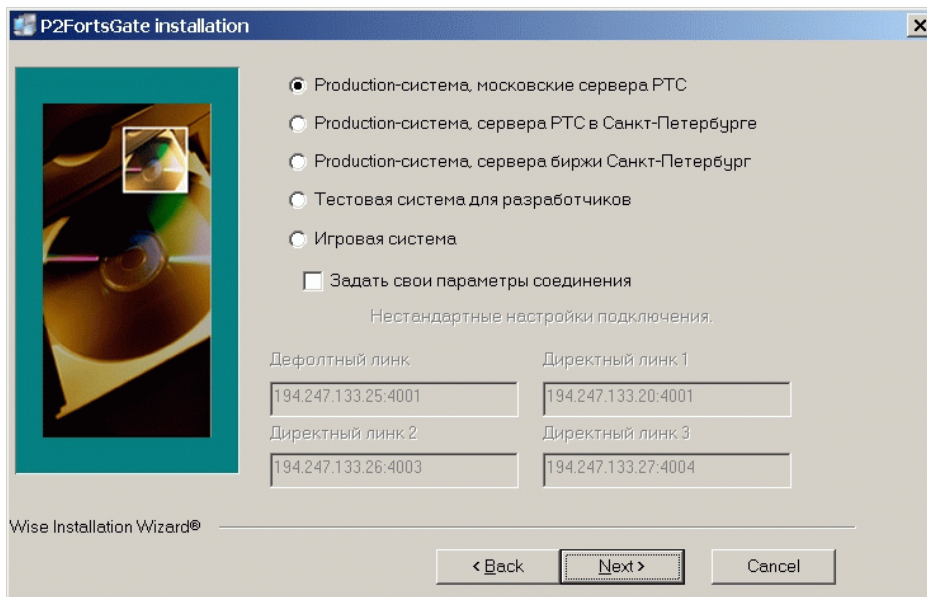 P2FortsGate installation
Production-система, московские сервера РТС
Production-система, сервера РТС в Санкт-Петербурге
Production-система, сервера биржи Санкт-Петербург
Тестовая система для разработчиков
Игровая система
Задать свои параметры соединения
Нестандартные настройки подключения.
Дефолтный линк
Директный линк 1
194.247.133.25:4001
194.247.133.20:4001
Директный линк 2
Директный линк 3
194.247.133.26:4003
194.247.133.27:4004
Wise Installation Wizard®
< Back
Next >
Cancel